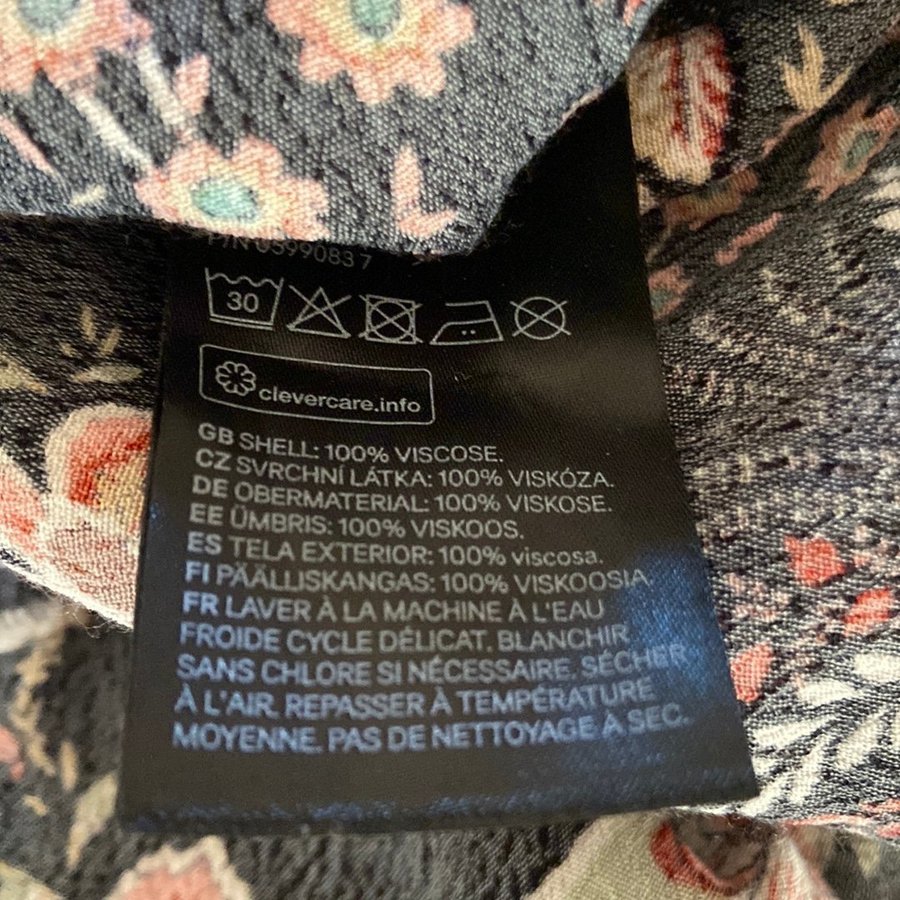 P/N 0599083 7
30
clevercare.info
GB SHELL: 100% VISCOSE.
CZ SVRCHNÍ LÁTKA: 100% VISKÓZA.
DE OBERMATERIAL: 100% VISKOSE.
EE ÜMBRIS: 100% VISKOOS.
ES TELA EXTERIOR: 100% viscosa.
FI PÄÄLLISKANGAS: 100% VISKOOSIA
FR LAVER À LA MACHINE À L'EAU
FROIDE CYCLE DÉLICAT. BLANCHIR
SANS CHLORE SI NÉCESSAIRE. SÉCHER
À L'AIR. REPASSER À TEMPÉRATURE
MOYENNE. PAS DE NETTOYAGE À SEC.